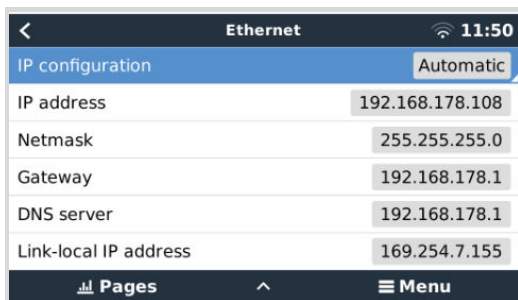 Ethernet 11:50
IP configuration Automatic
IP address 192.168.178.108
Netmask 255.255.255.0
Gateway 192.168.178.1
DNS server 192.168.178.1
Link-local IP address 169.254.7.155
Pages Menu